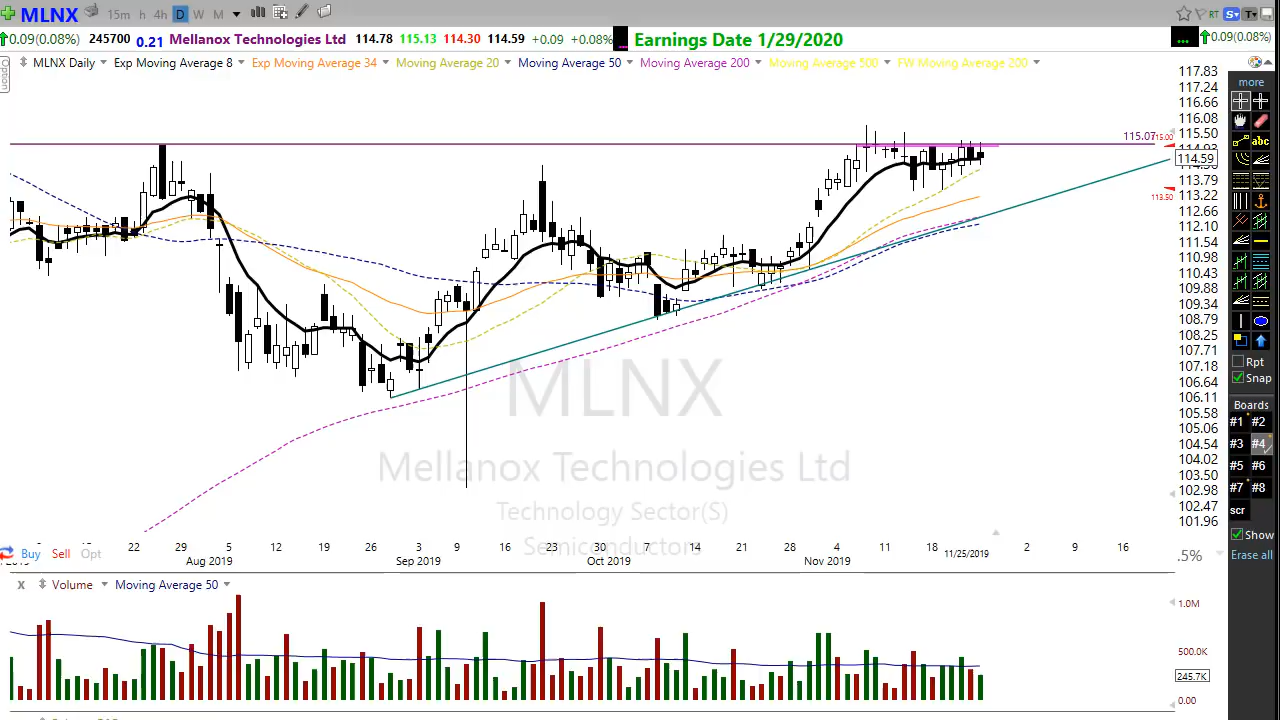 MLNX 15m h 4h D W M RT S T
0.09(0.08%) 245700 0.21 Mellanox Technologies Ltd 114.78 115.13 114.30 114.59 +0.09 +0.08% Earnings Date 1/29/2020 ... 0.09(0.08%)
Option
MLNX Daily Exp Moving Average 8 Exp Moving Average 34 Moving Average 20 Moving Average 50 Moving Average 200 Moving Average 500 FW Moving Average 200
117.83
117.24
116.66
116.08
115.50
115.07
115.00
114.59
113.79
113.50
113.22
112.66
112.10
111.54
110.98
110.43
109.88
109.34
108.79
108.25
107.71
107.18
106.64
106.11
105.58
105.06
104.54
104.02
103.50
102.98
102.47
101.96
more
abc
Rpt
Snap
Boards
#1 #2
#3 #4
#5 #6
#7 #8
scr
Show
Erase all
MLNX
Mellanox Technologies Ltd
Technology Sector(S)
Semiconductors
22 29 5 12 19 26 3 9 16 23 30 7 14 21 28 4 11 18 11/25/2019 2 9 16
Buy Sell Opt
Aug 2019 Sep 2019 Oct 2019 Nov 2019
.5%
x Volume Moving Average 50
1.0M
500.0K
245.7K
0.00